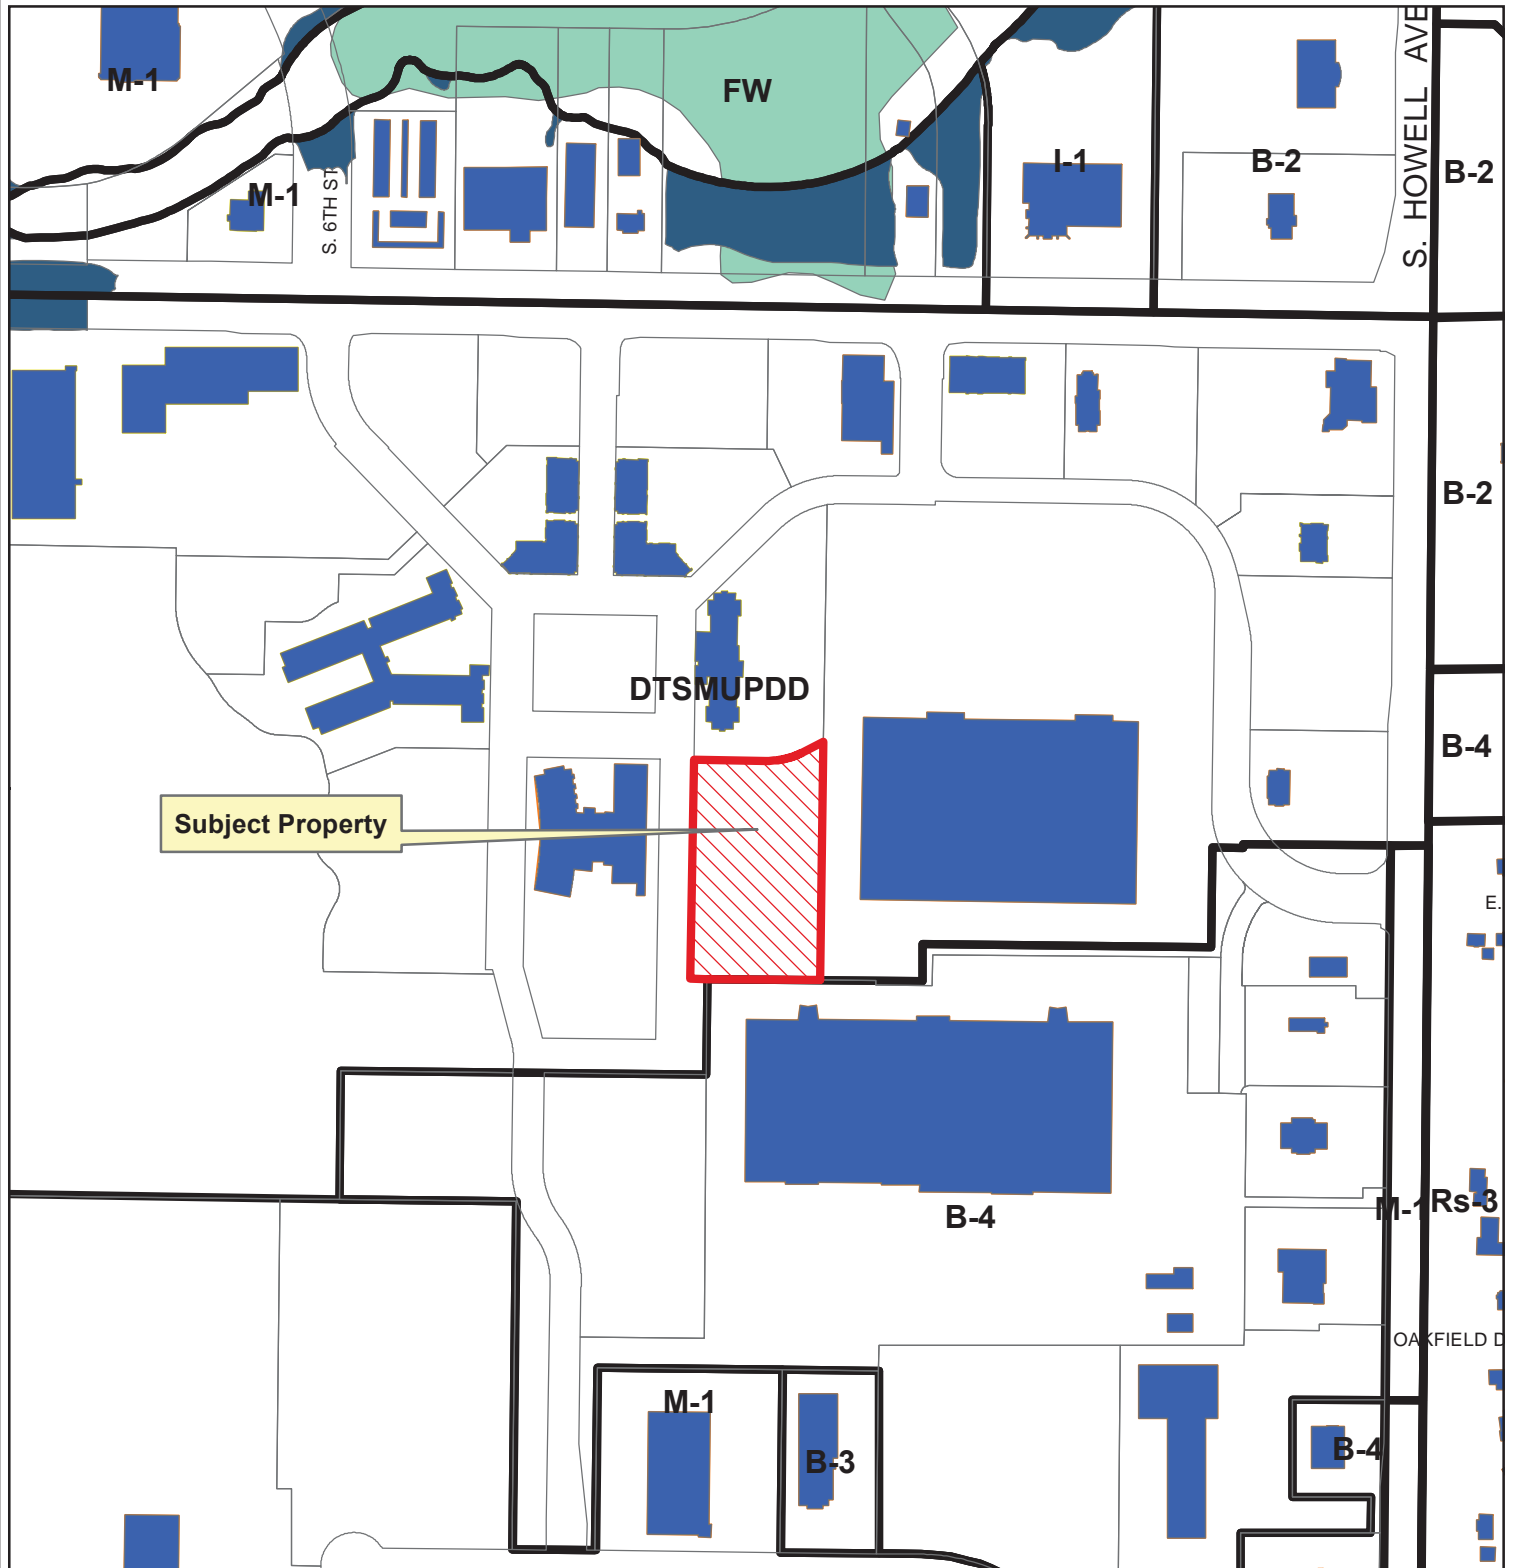 M-1
FW
S. HOWELL AVE
I-1
B-2
B-2
M-1
S. 6TH ST
B-2
DTSMUPDD
B-4
Subject Property
E.
B-4
M-1
Rs-3
OAKFIELD D
M-1
B-3
B-4